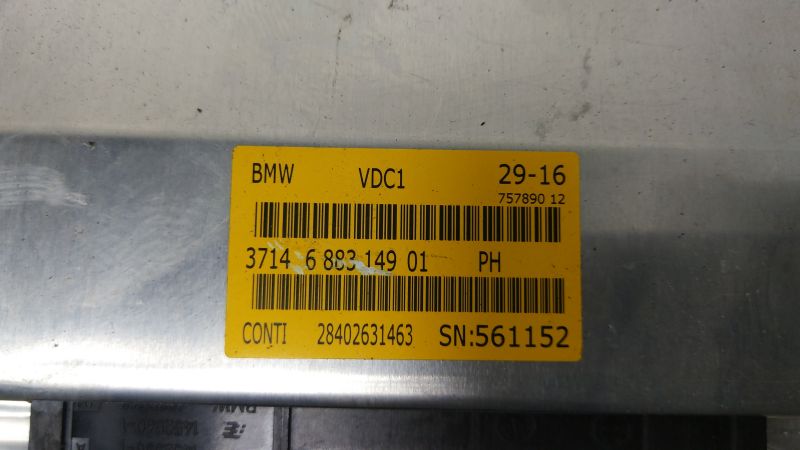 BMW VDC1 29-16
757890 12
3714 6 883 149 01 PH
CONTI 28402631463 SN:561152